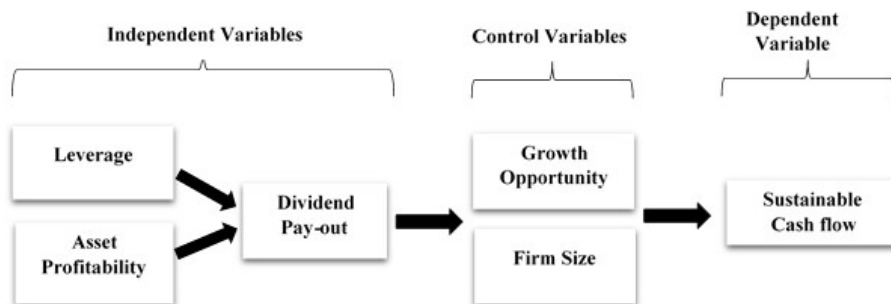 Independent Variables
Control Variables
Dependent
Variable
Leverage
Asset
Profitability
Dividend
Pay-out
Growth
Opportunity
Firm Size
Sustainable
Cash flow